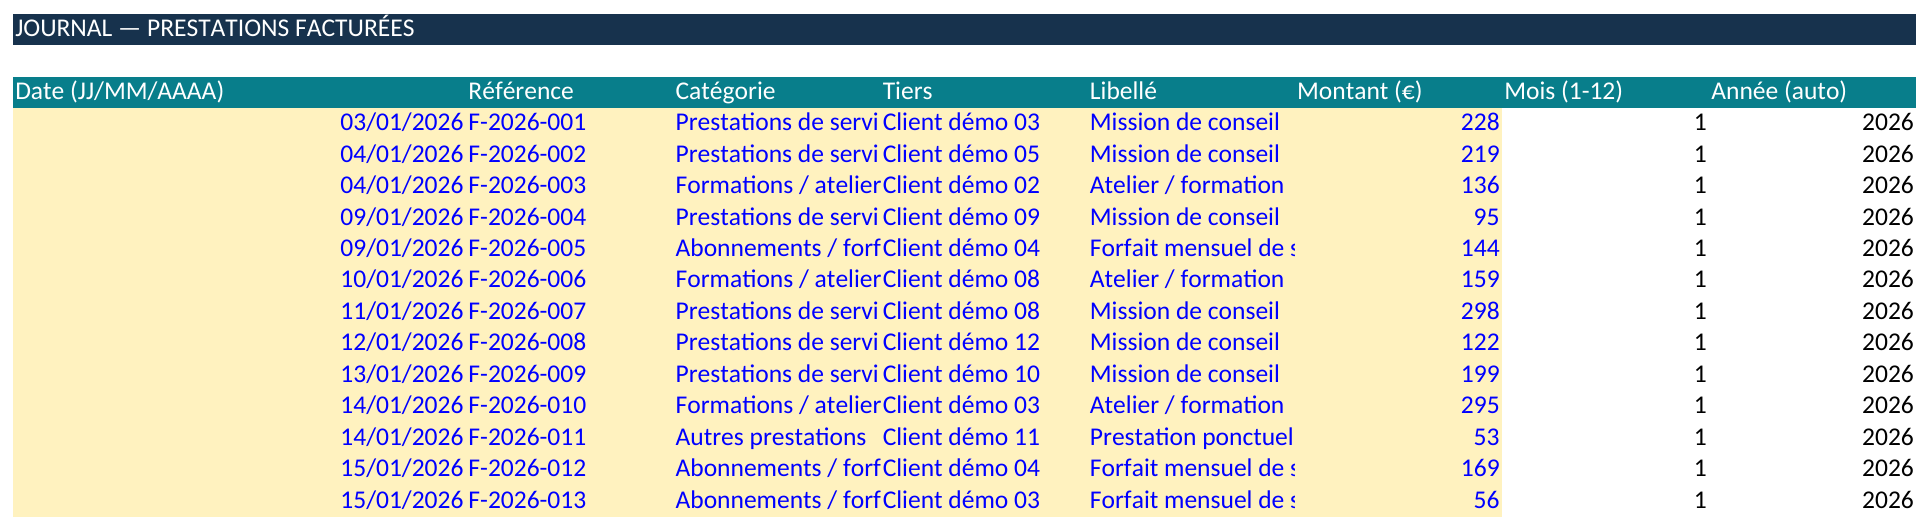 JOURNAL — PRESTATIONS FACTURÉES
Date (JJ/MM/AAAA) Référence Catégorie Tiers Libellé Montant (€) Mois (1-12) Année (auto)
03/01/2026 F-2026-001 Prestations de servi Client démo 03 Mission de conseil 228 1 2026
04/01/2026 F-2026-002 Prestations de servi Client démo 05 Mission de conseil 219 1 2026
04/01/2026 F-2026-003 Formations / atelier Client démo 02 Atelier / formation 136 1 2026
09/01/2026 F-2026-004 Prestations de servi Client démo 09 Mission de conseil 95 1 2026
09/01/2026 F-2026-005 Abonnements / forf Client démo 04 Forfait mensuel de s 144 1 2026
10/01/2026 F-2026-006 Formations / atelier Client démo 08 Atelier / formation 159 1 2026
11/01/2026 F-2026-007 Prestations de servi Client démo 08 Mission de conseil 298 1 2026
12/01/2026 F-2026-008 Prestations de servi Client démo 12 Mission de conseil 122 1 2026
13/01/2026 F-2026-009 Prestations de servi Client démo 10 Mission de conseil 199 1 2026
14/01/2026 F-2026-010 Formations / atelier Client démo 03 Atelier / formation 295 1 2026
14/01/2026 F-2026-011 Autres prestations Client démo 11 Prestation ponctuel 53 1 2026
15/01/2026 F-2026-012 Abonnements / forf Client démo 04 Forfait mensuel de s 169 1 2026
15/01/2026 F-2026-013 Abonnements / forf Client démo 03 Forfait mensuel de s 56 1 2026